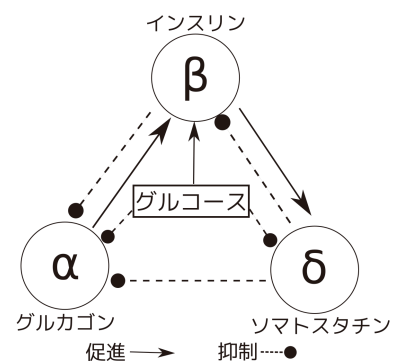 インスリン
β
グルコース
α
δ
グルカゴン
ソマトスタチン
促進
抑制